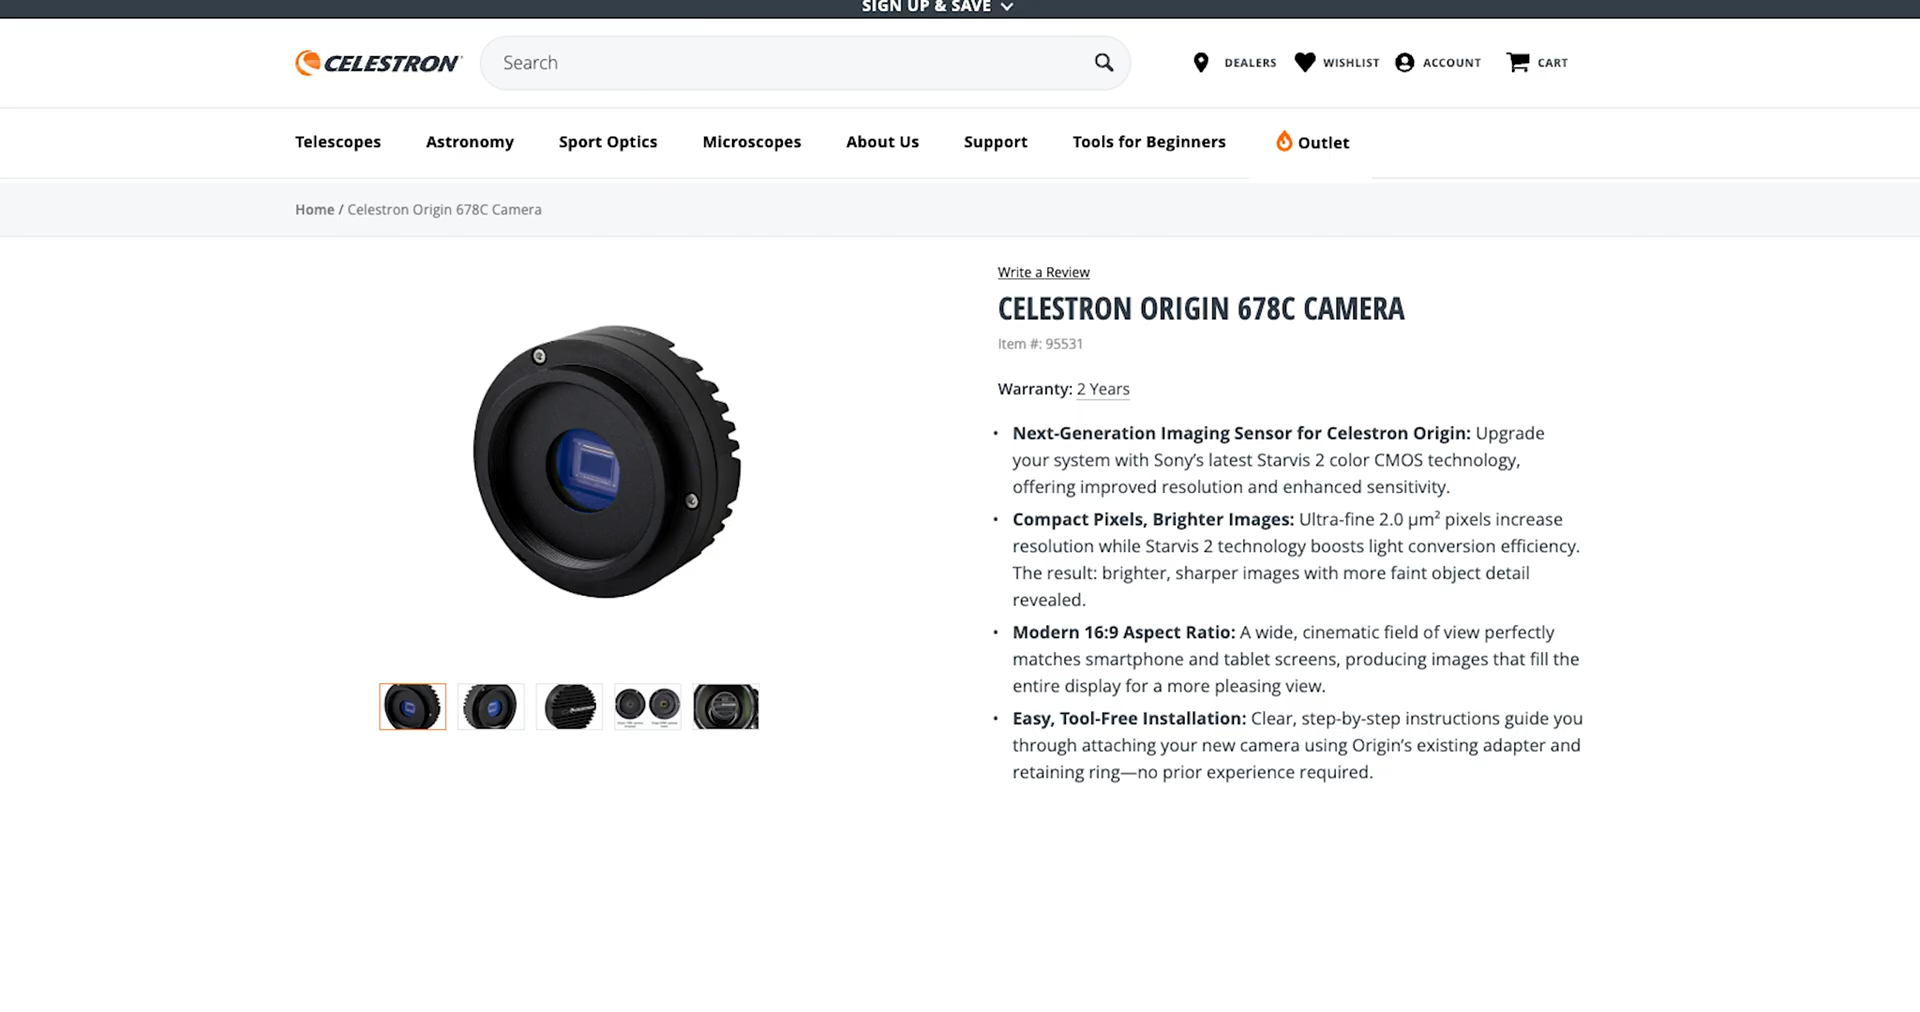 SIGN UP & SAVE
CELESTRON
Search
DEALERS
WISHLIST
ACCOUNT
CART
Telescopes
Astronomy
Sport Optics
Microscopes
About Us
Support
Tools for Beginners
Outlet
Home / Celestron Origin 678C Camera
Write a Review
CELESTRON ORIGIN 678C CAMERA
Item #: 95531
Warranty: 2 Years
• Next-Generation Imaging Sensor for Celestron Origin: Upgrade
your system with Sony’s latest Starvis 2 color CMOS technology,
offering improved resolution and enhanced sensitivity.
• Compact Pixels, Brighter Images: Ultra-fine 2.0 µm² pixels increase
resolution while Starvis 2 technology boosts light conversion efficiency.
The result: brighter, sharper images with more faint object detail
revealed.
• Modern 16:9 Aspect Ratio: A wide, cinematic field of view perfectly
matches smartphone and tablet screens, producing images that fill the
entire display for a more pleasing view.
• Easy, Tool-Free Installation: Clear, step-by-step instructions guide you
through attaching your new camera using Origin’s existing adapter and
retaining ring—no prior experience required.